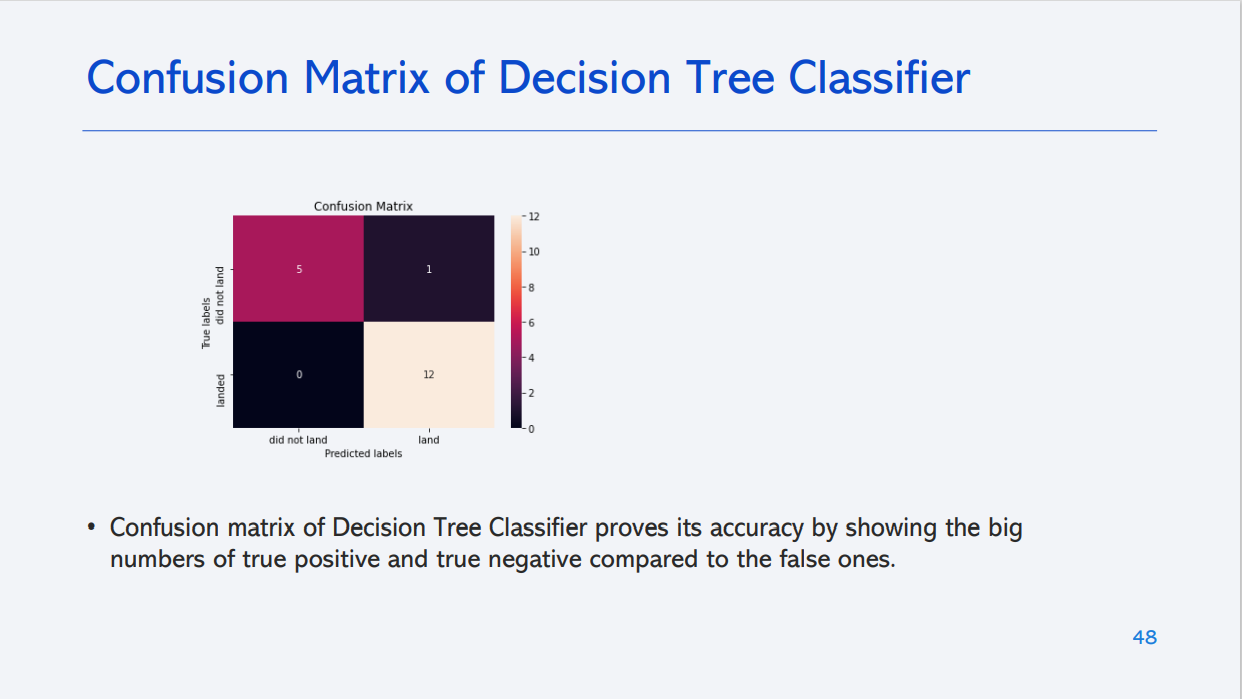 Confusion Matrix of Decision Tree Classifier
Confusion Matrix
True labels
did not land
landed
5
1
0
12
did not land
land
Predicted labels
12
10
8
6
4
2
0
• Confusion matrix of Decision Tree Classifier proves its accuracy by showing the big
numbers of true positive and true negative compared to the false ones.
48